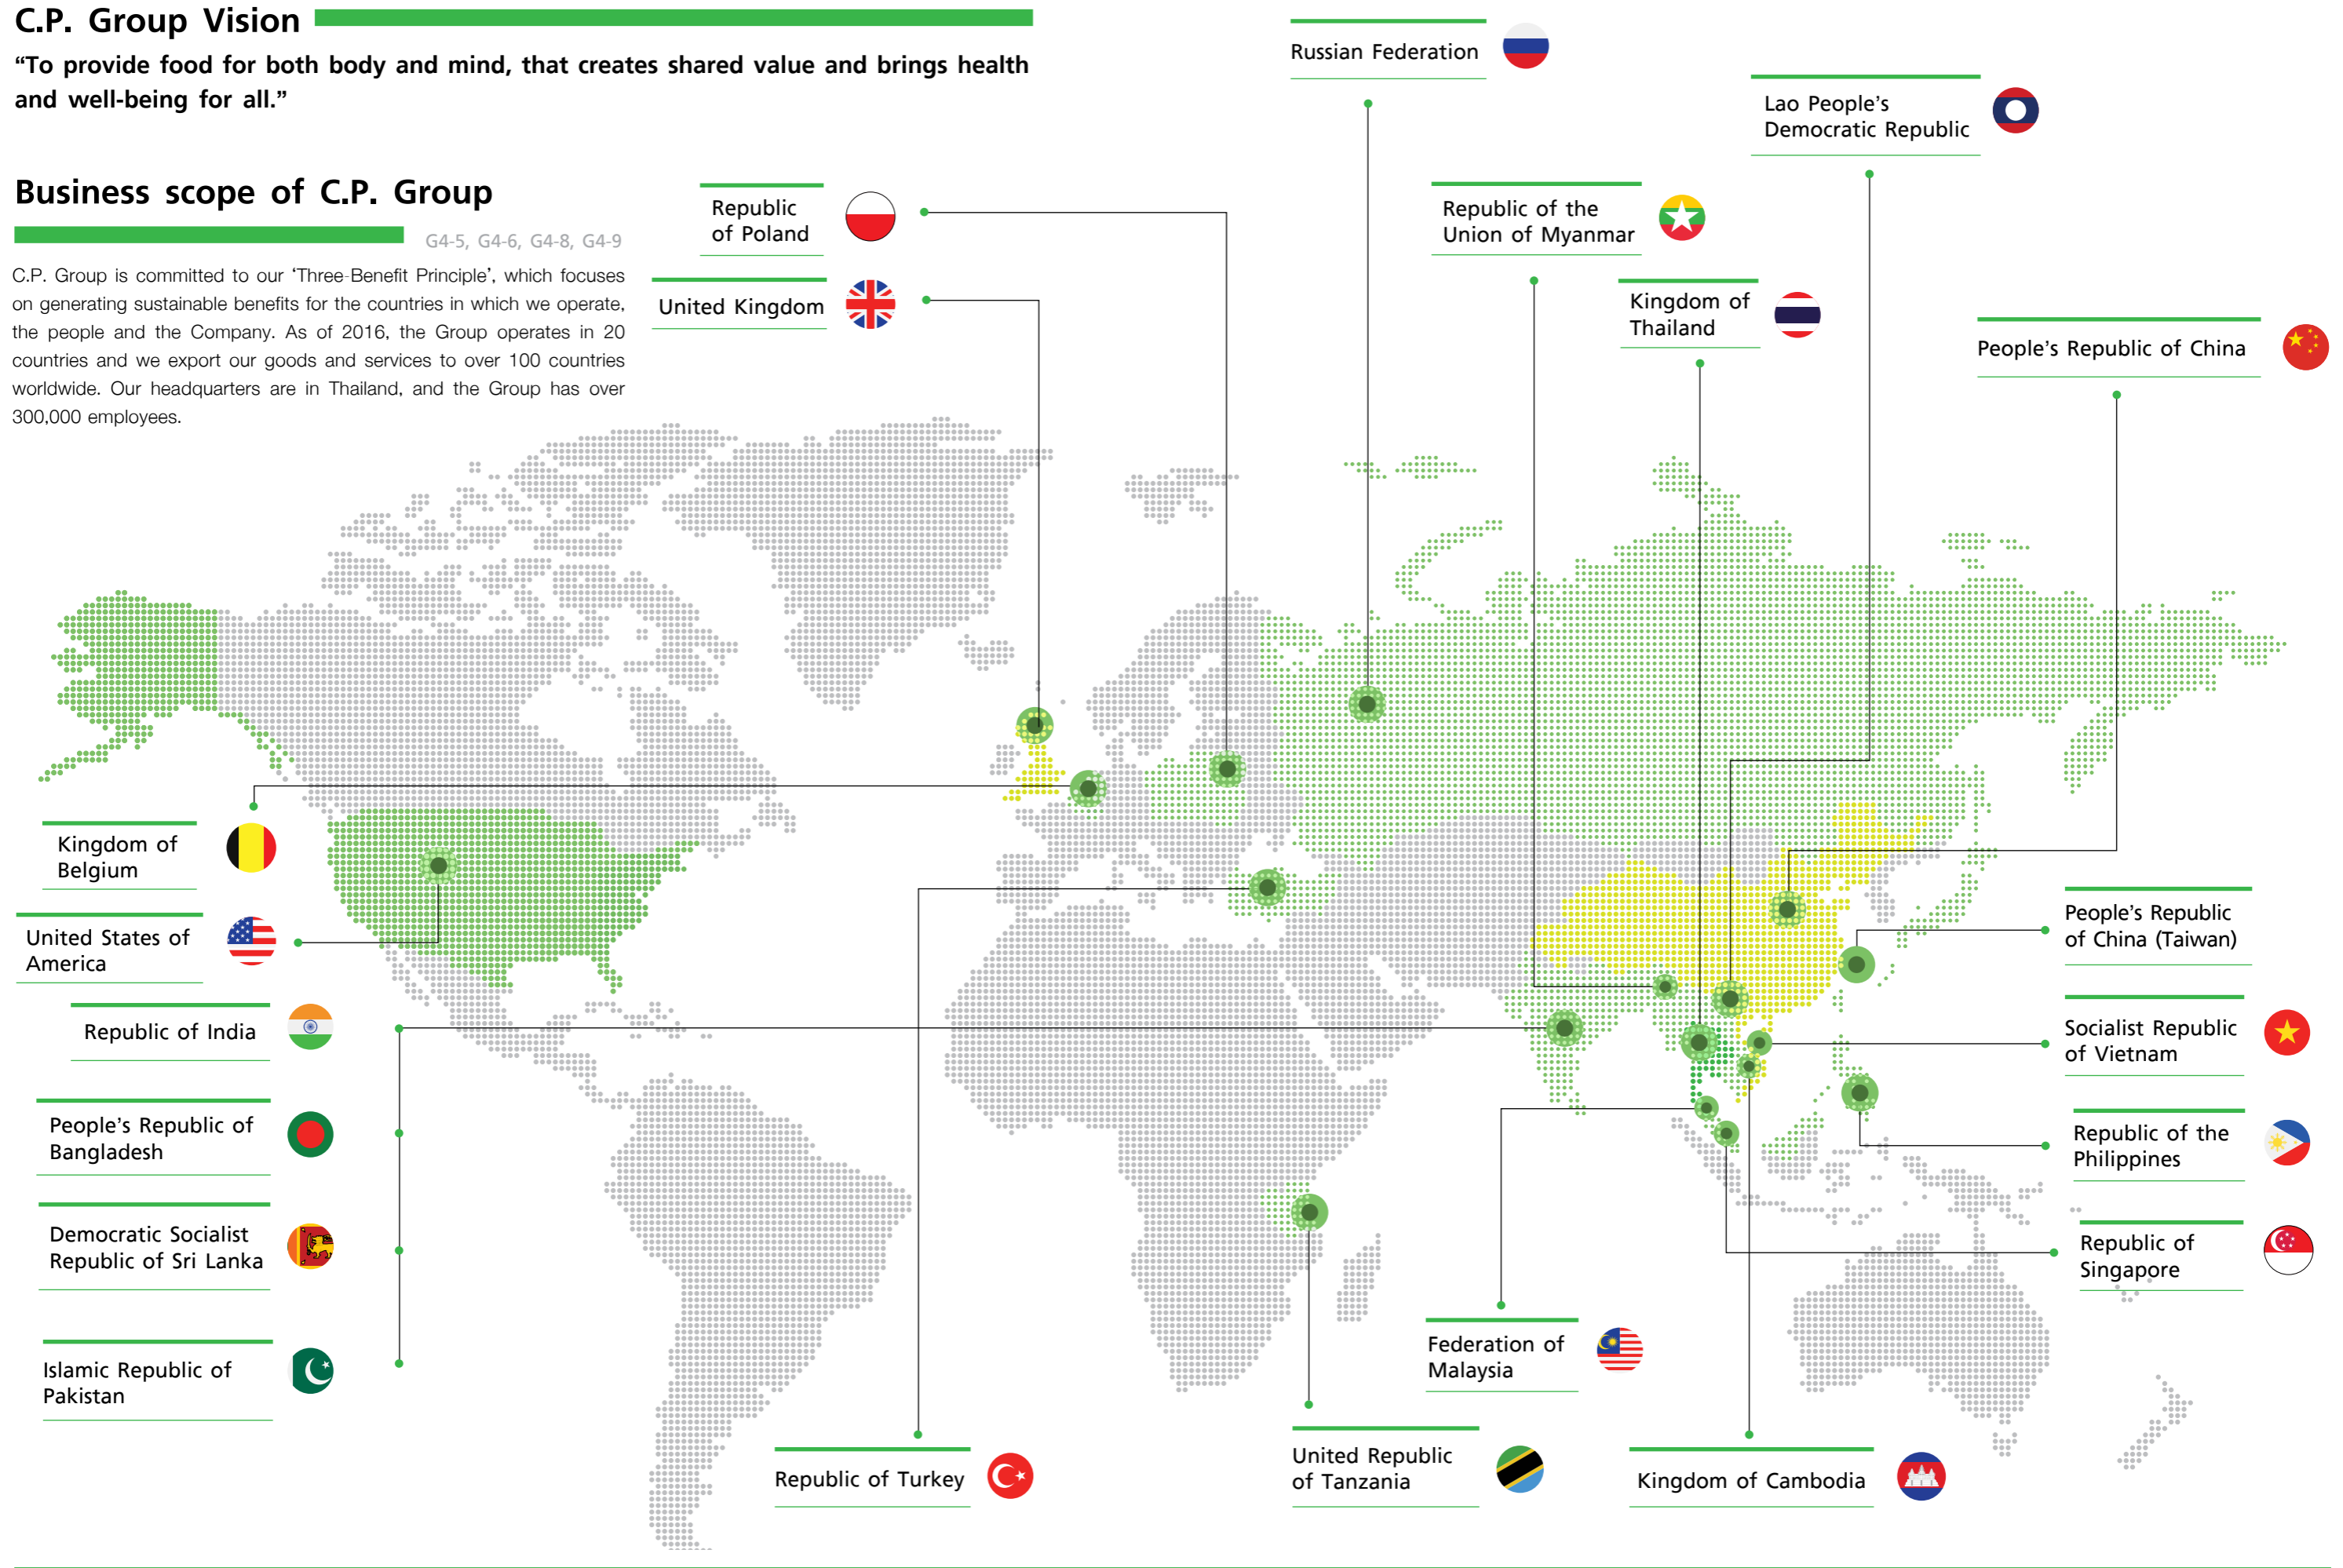 C.P. Group Vision
“To provide food for both body and mind, that creates shared value and brings health
and well-being for all.”
Business scope of C.P. Group
G4-5, G4-6, G4-8, G4-9
C.P. Group is committed to our ‘Three-Benefit Principle’, which focuses
on generating sustainable benefits for the countries in which we operate,
the people and the Company. As of 2016, the Group operates in 20
countries and we export our goods and services to over 100 countries
worldwide. Our headquarters are in Thailand, and the Group has over
300,000 employees.
Republic
of Poland
United Kingdom
Russian Federation
Lao People’s
Democratic Republic
Republic of the
Union of Myanmar
Kingdom of
Thailand
People’s Republic of China
Kingdom of
Belgium
United States of
America
Republic of India
People’s Republic of
Bangladesh
Democratic Socialist
Republic of Sri Lanka
Islamic Republic of
Pakistan
People’s Republic
of China (Taiwan)
Socialist Republic
of Vietnam
Republic of the
Philippines
Republic of
Singapore
Federation of
Malaysia
Republic of Turkey
United Republic
of Tanzania
Kingdom of Cambodia